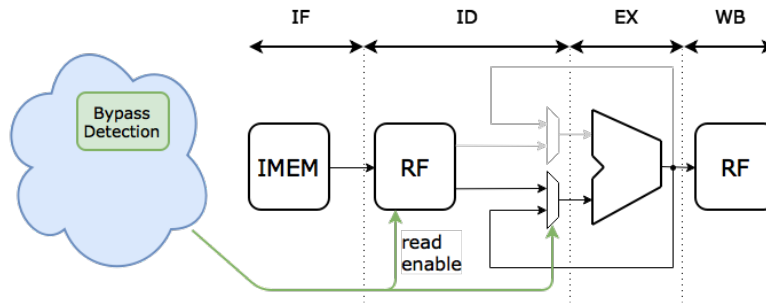 IF
ID
EX
WB
Bypass
Detection
IMEM
RF
RF
read
enable